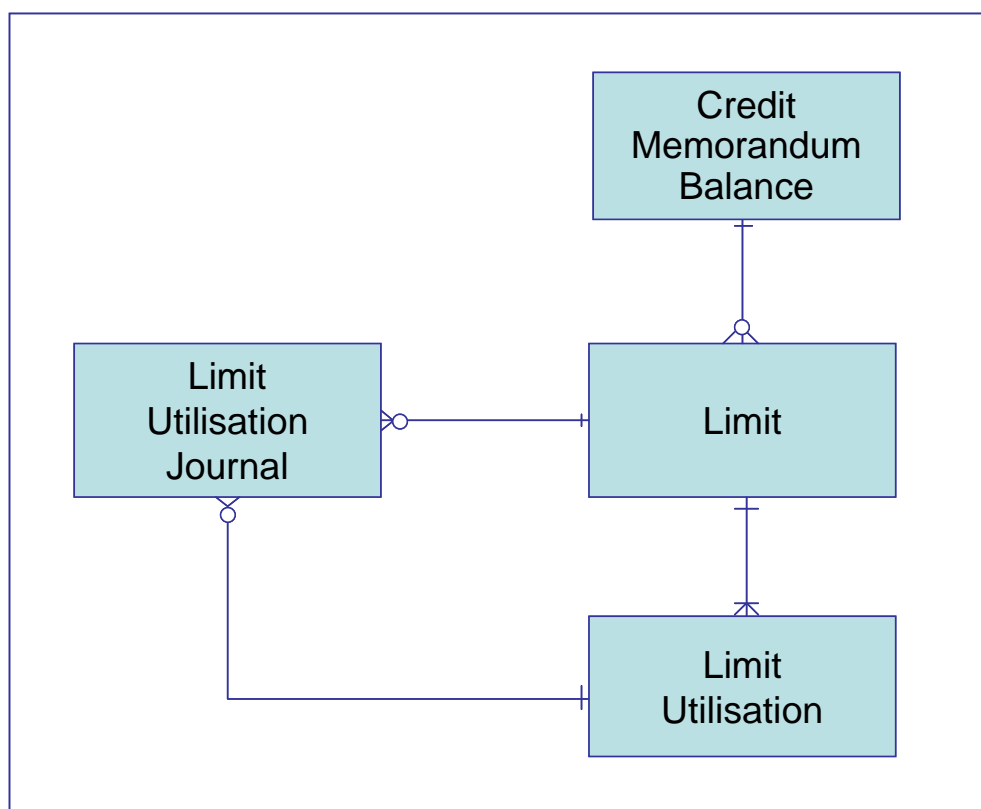 Credit
Memorandum
Balance
Limit
Utilisation
Journal
Limit
Limit
Utilisation